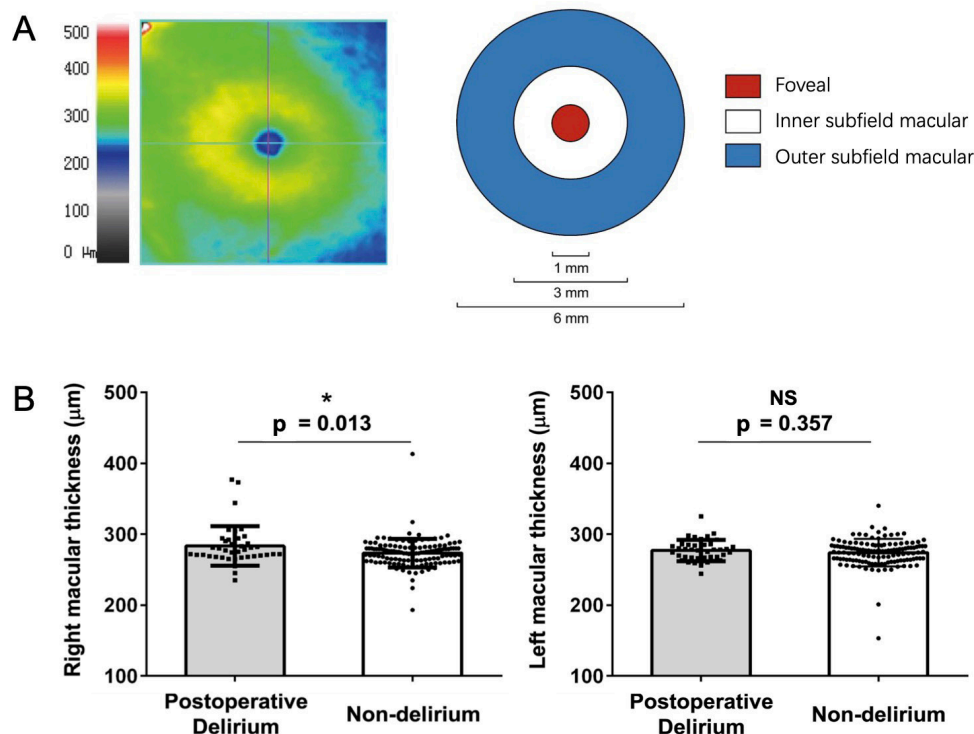 A
500
400
300
200
100
0 μm
Foveal
Inner subfield macular
Outer subfield macular
1 mm
3 mm
6 mm
B
Right macular thickness (μm)
500
400
300
200
100
*
p = 0.013
Postoperative
Delirium
Non-delirium
Left macular thickness (μm)
500
400
300
200
100
NS
p = 0.357
Postoperative
Delirium
Non-delirium